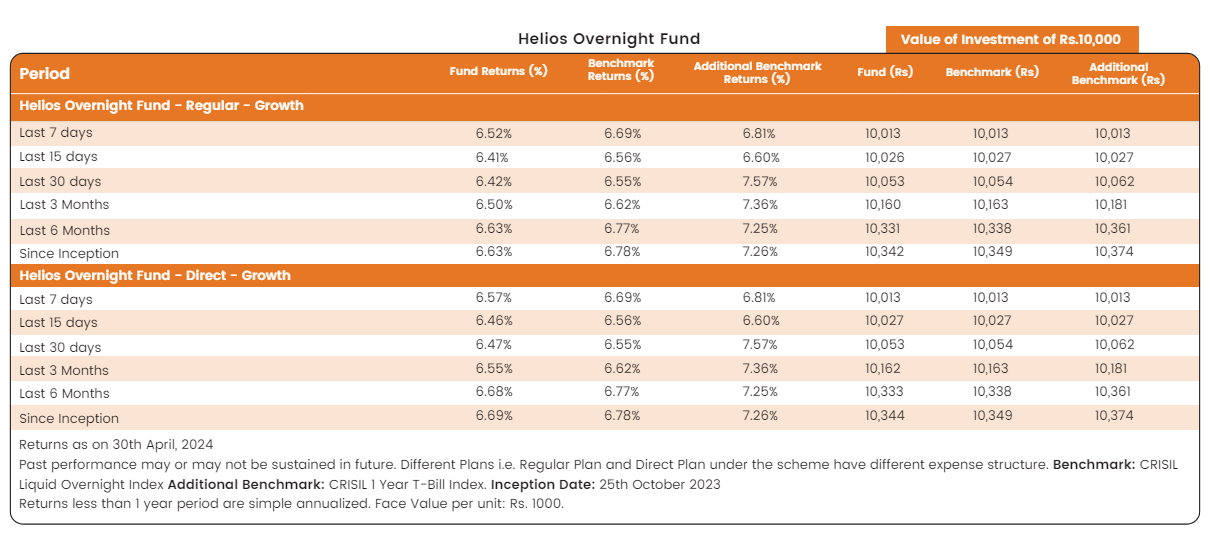 Helios Overnight Fund
Value of Investment of Rs.10,000
Period Fund Returns (%) Benchmark Returns (%) Additional Benchmark Returns (%) Fund (Rs) Benchmark (Rs) Additional Benchmark (Rs)
Helios Overnight Fund - Regular - Growth
Last 7 days 6.52% 6.69% 6.81% 10,013 10,013 10,013
Last 15 days 6.41% 6.56% 6.60% 10,026 10,027 10,027
Last 30 days 6.42% 6.55% 7.57% 10,053 10,054 10,062
Last 3 Months 6.50% 6.62% 7.36% 10,160 10,163 10,181
Last 6 Months 6.63% 6.77% 7.25% 10,331 10,338 10,361
Since Inception 6.63% 6.78% 7.26% 10,342 10,349 10,374
Helios Overnight Fund - Direct - Growth
Last 7 days 6.57% 6.69% 6.81% 10,013 10,013 10,013
Last 15 days 6.46% 6.56% 6.60% 10,027 10,027 10,027
Last 30 days 6.47% 6.55% 7.57% 10,053 10,054 10,062
Last 3 Months 6.55% 6.62% 7.36% 10,162 10,163 10,181
Last 6 Months 6.68% 6.77% 7.25% 10,333 10,338 10,361
Since Inception 6.69% 6.78% 7.26% 10,344 10,349 10,374
Returns as on 30th April, 2024
Past performance may or may not be sustained in future. Different Plans i.e. Regular Plan and Direct Plan under the scheme have different expense structure. Benchmark: CRISIL
Liquid Overnight Index Additional Benchmark: CRISIL 1 Year T-Bill Index. Inception Date: 25th October 2023
Returns less than 1 year period are simple annualized. Face Value per unit: Rs. 1000.